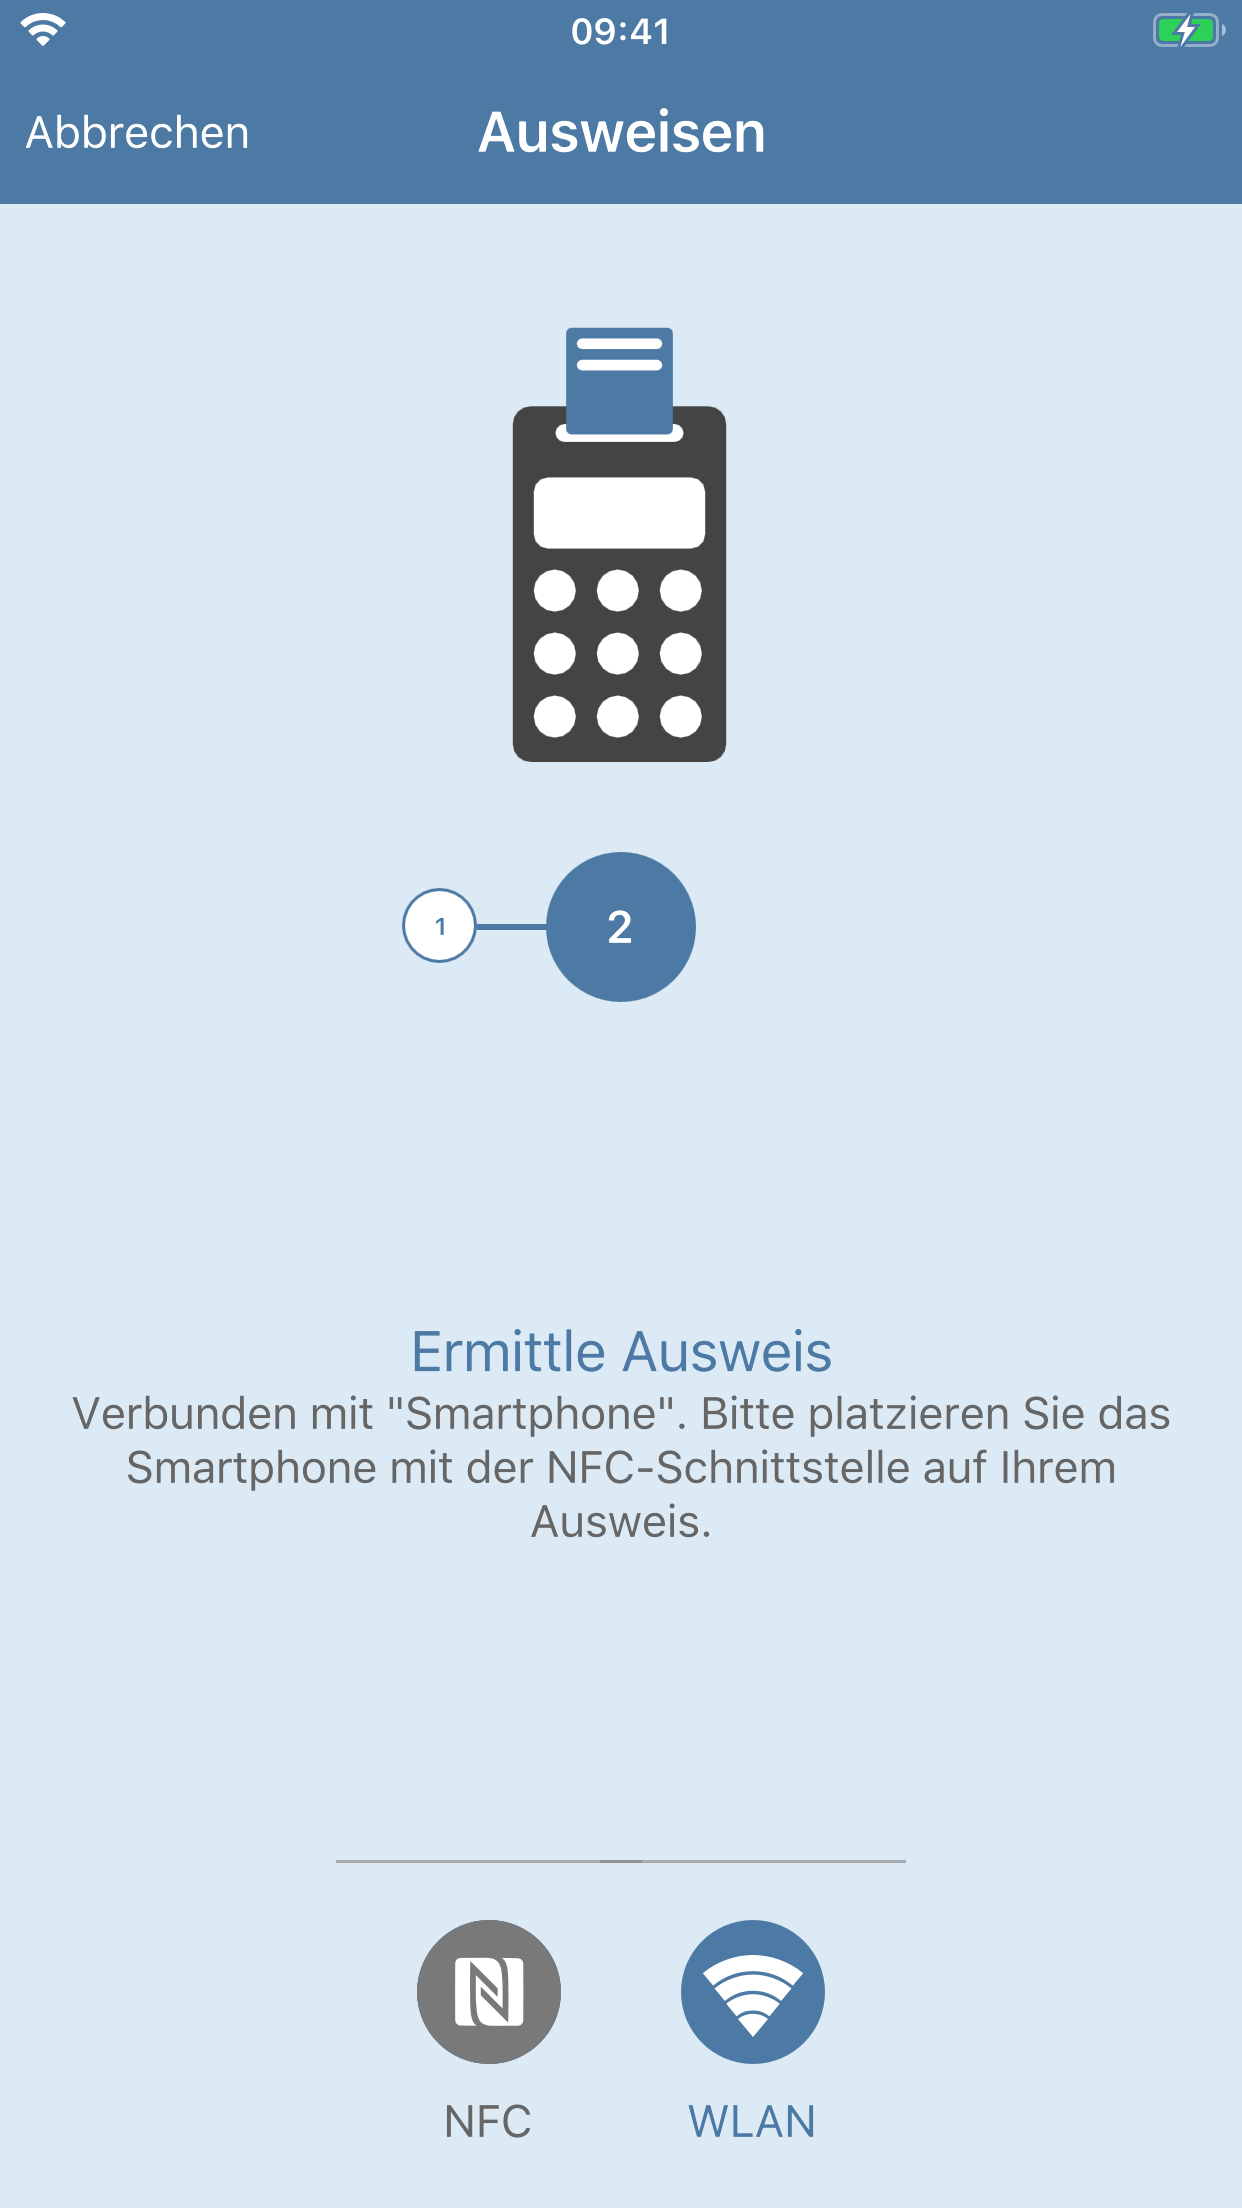 09:41
Abbrechen
Ausweisen
1
2
Ermittle Ausweis
Verbunden mit "Smartphone". Bitte platzieren Sie das
Smartphone mit der NFC-Schnittstelle auf Ihrem
Ausweis.
NFC
WLAN